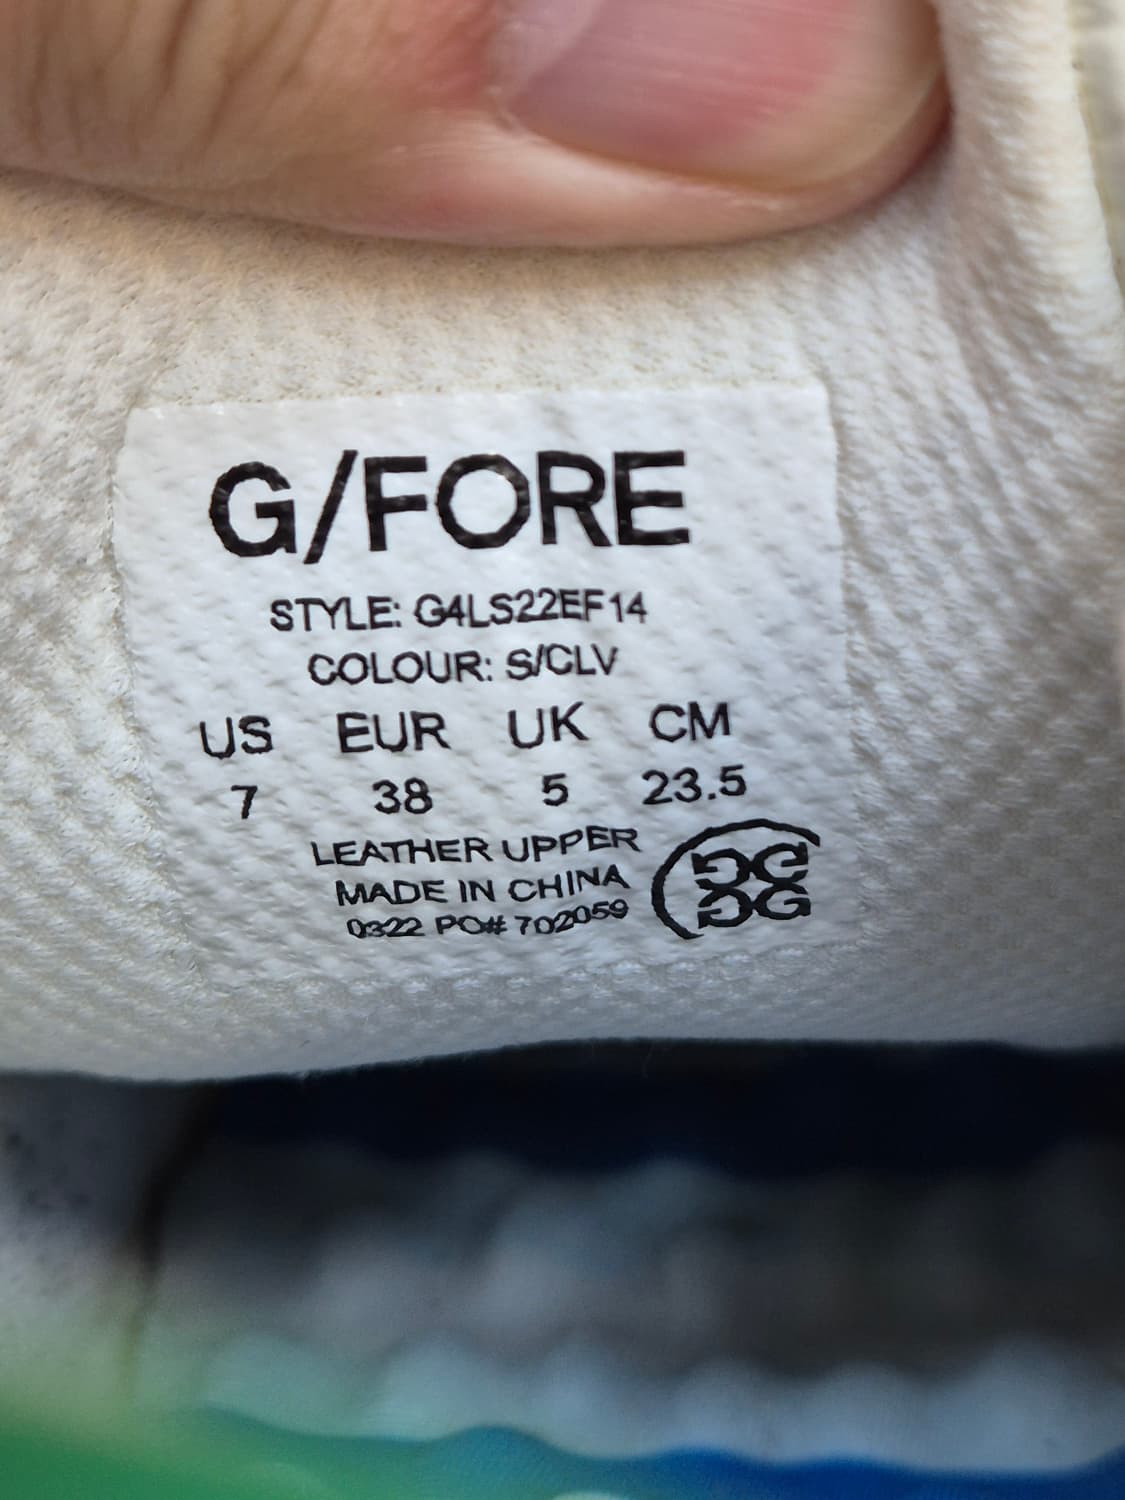 G/FORE
STYLE: G4LS22EF14
COLOUR: S/CLV
US EUR UK CM
7 38 5 23.5
LEATHER UPPER
MADE IN CHINA
0322 PO# 702059